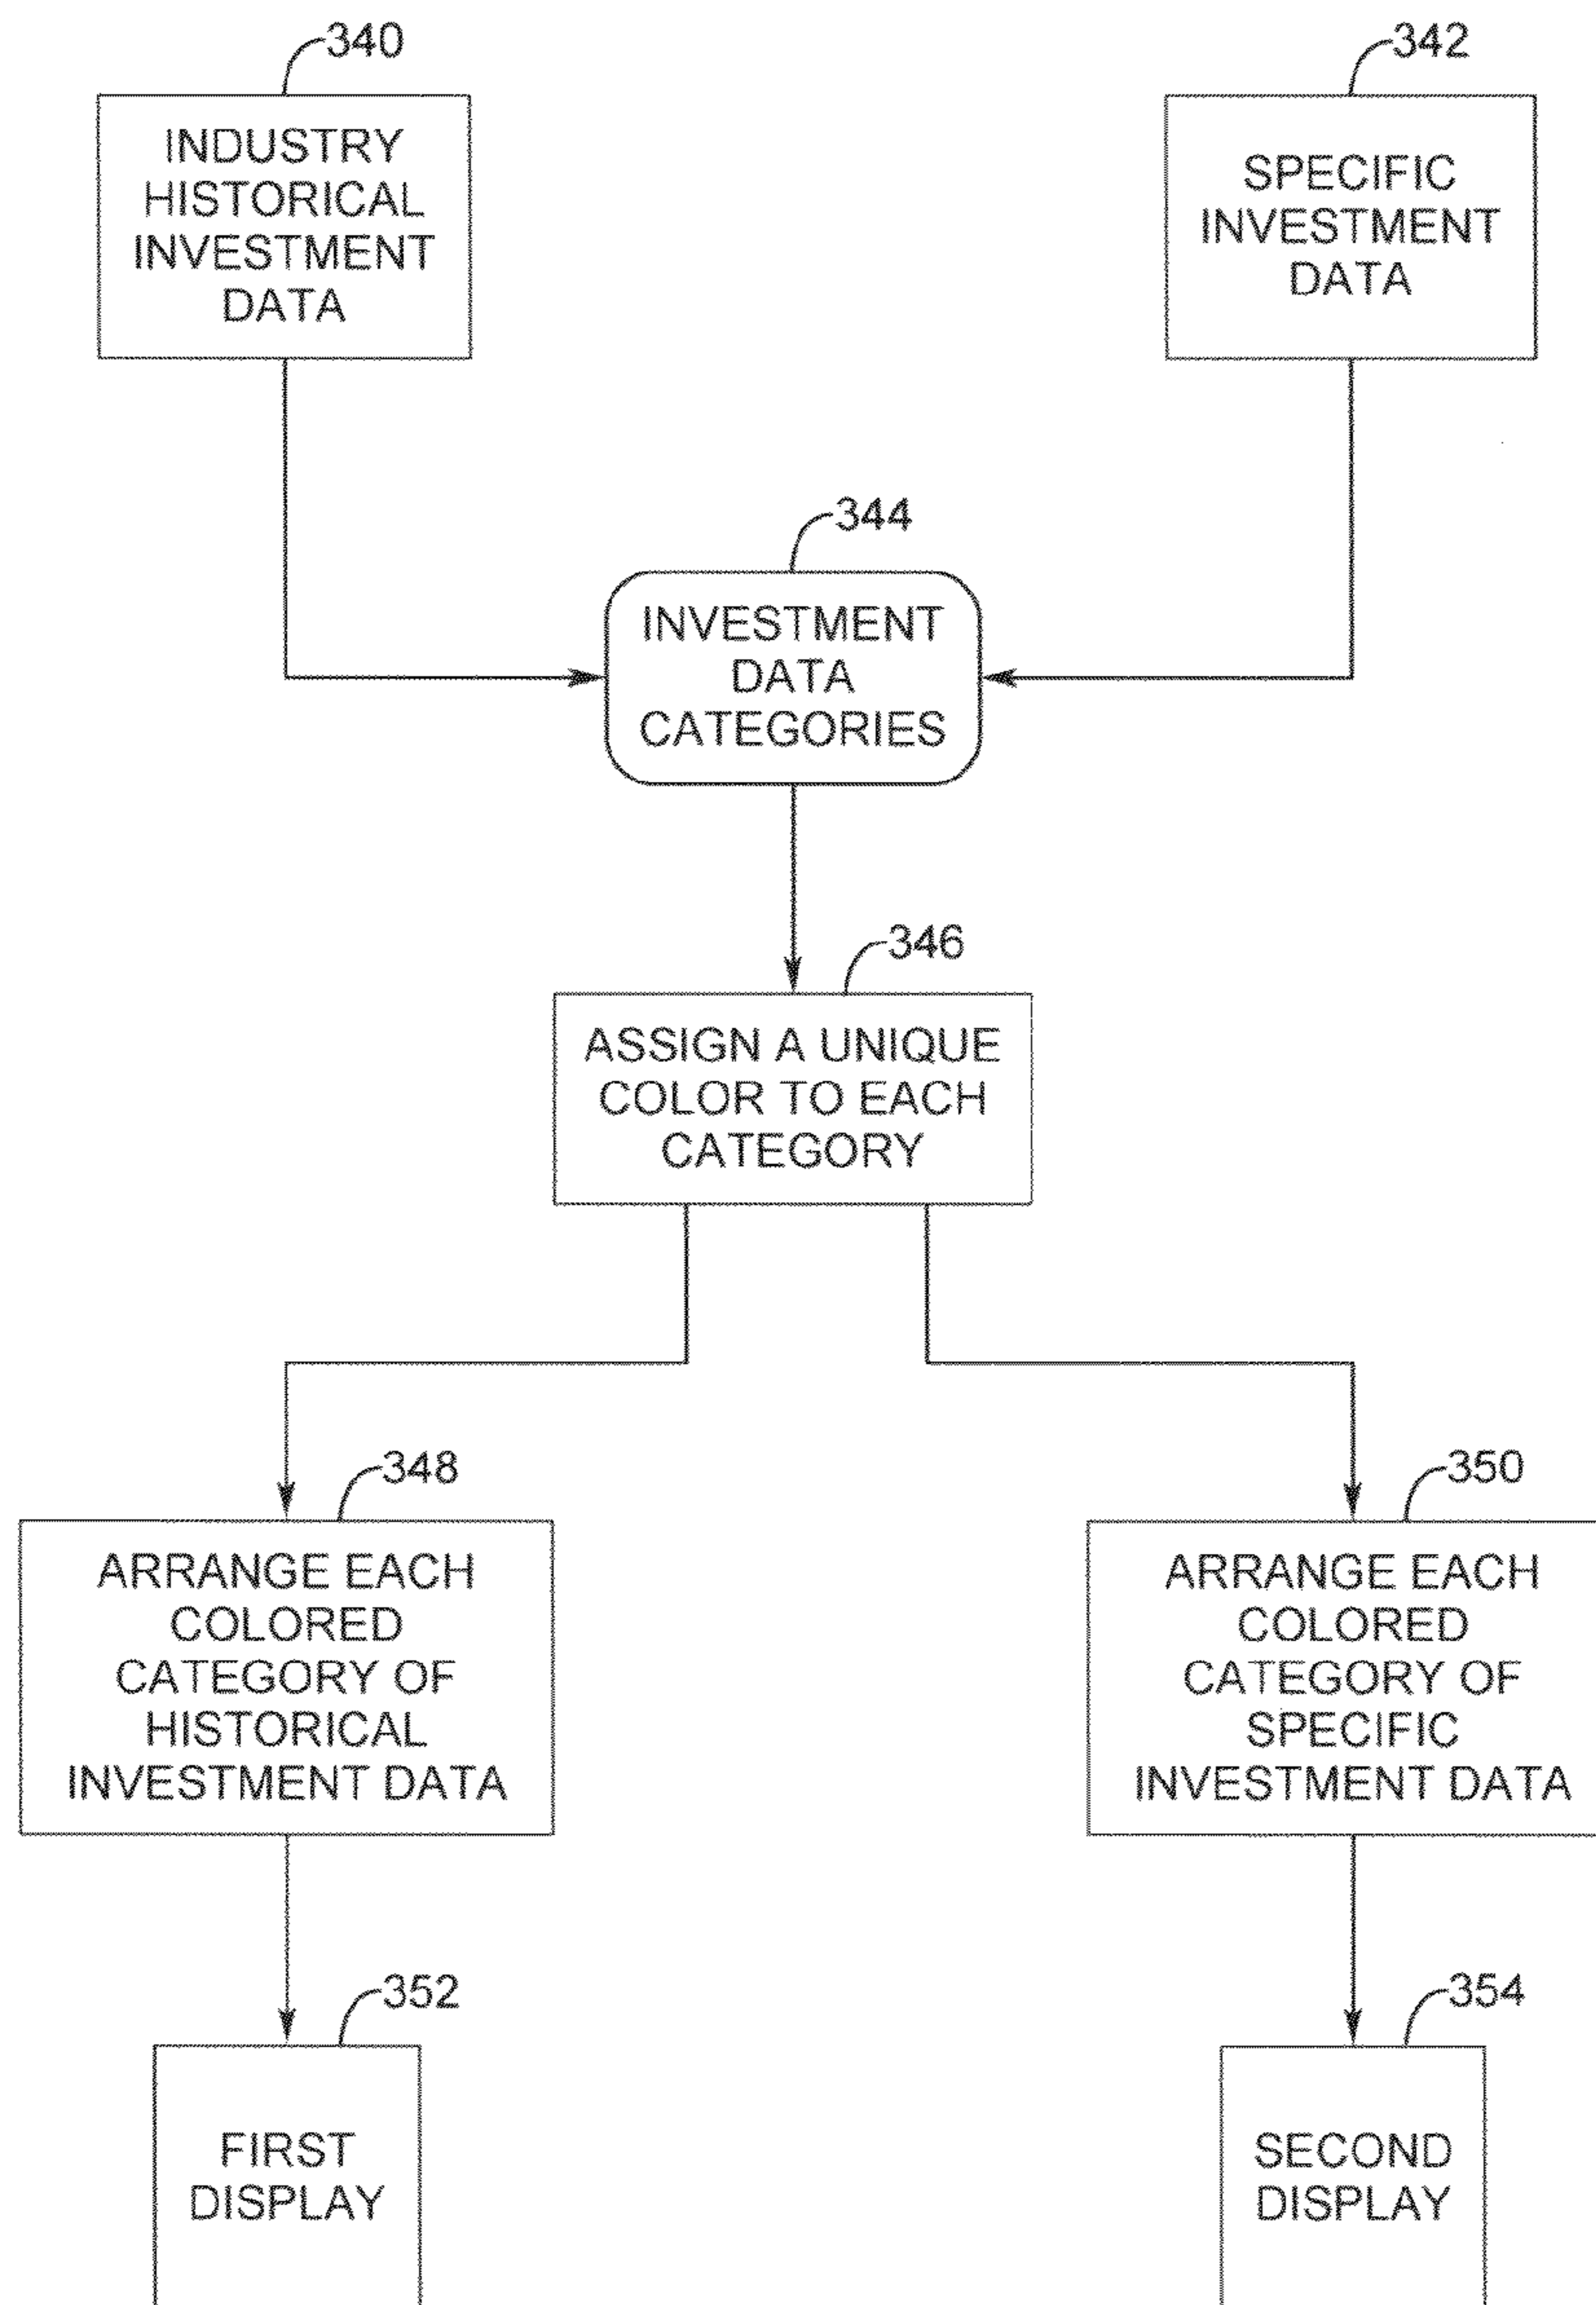 340
INDUSTRY
HISTORICAL
INVESTMENT
DATA
342
SPECIFIC
INVESTMENT
DATA
344
INVESTMENT
DATA
CATEGORIES
346
ASSIGN A UNIQUE
COLOR TO EACH
CATEGORY
348
ARRANGE EACH
COLORED
CATEGORY OF
HISTORICAL
INVESTMENT DATA
350
ARRANGE EACH
COLORED
CATEGORY OF
SPECIFIC
INVESTMENT DATA
352
FIRST
DISPLAY
354
SECOND
DISPLAY